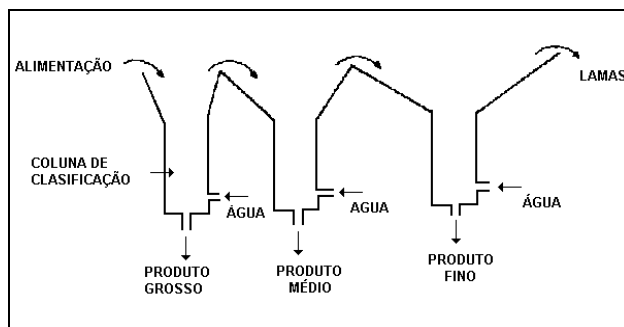 ALIMENTAÇÃO
LAMAS
COLUNA DE
CLASIFICAÇÃO
ÁGUA
AGUA
ÁGUA
PRODUTO
GROSSO
PRODUTO
MÉDIO
PRODUTO
FINO